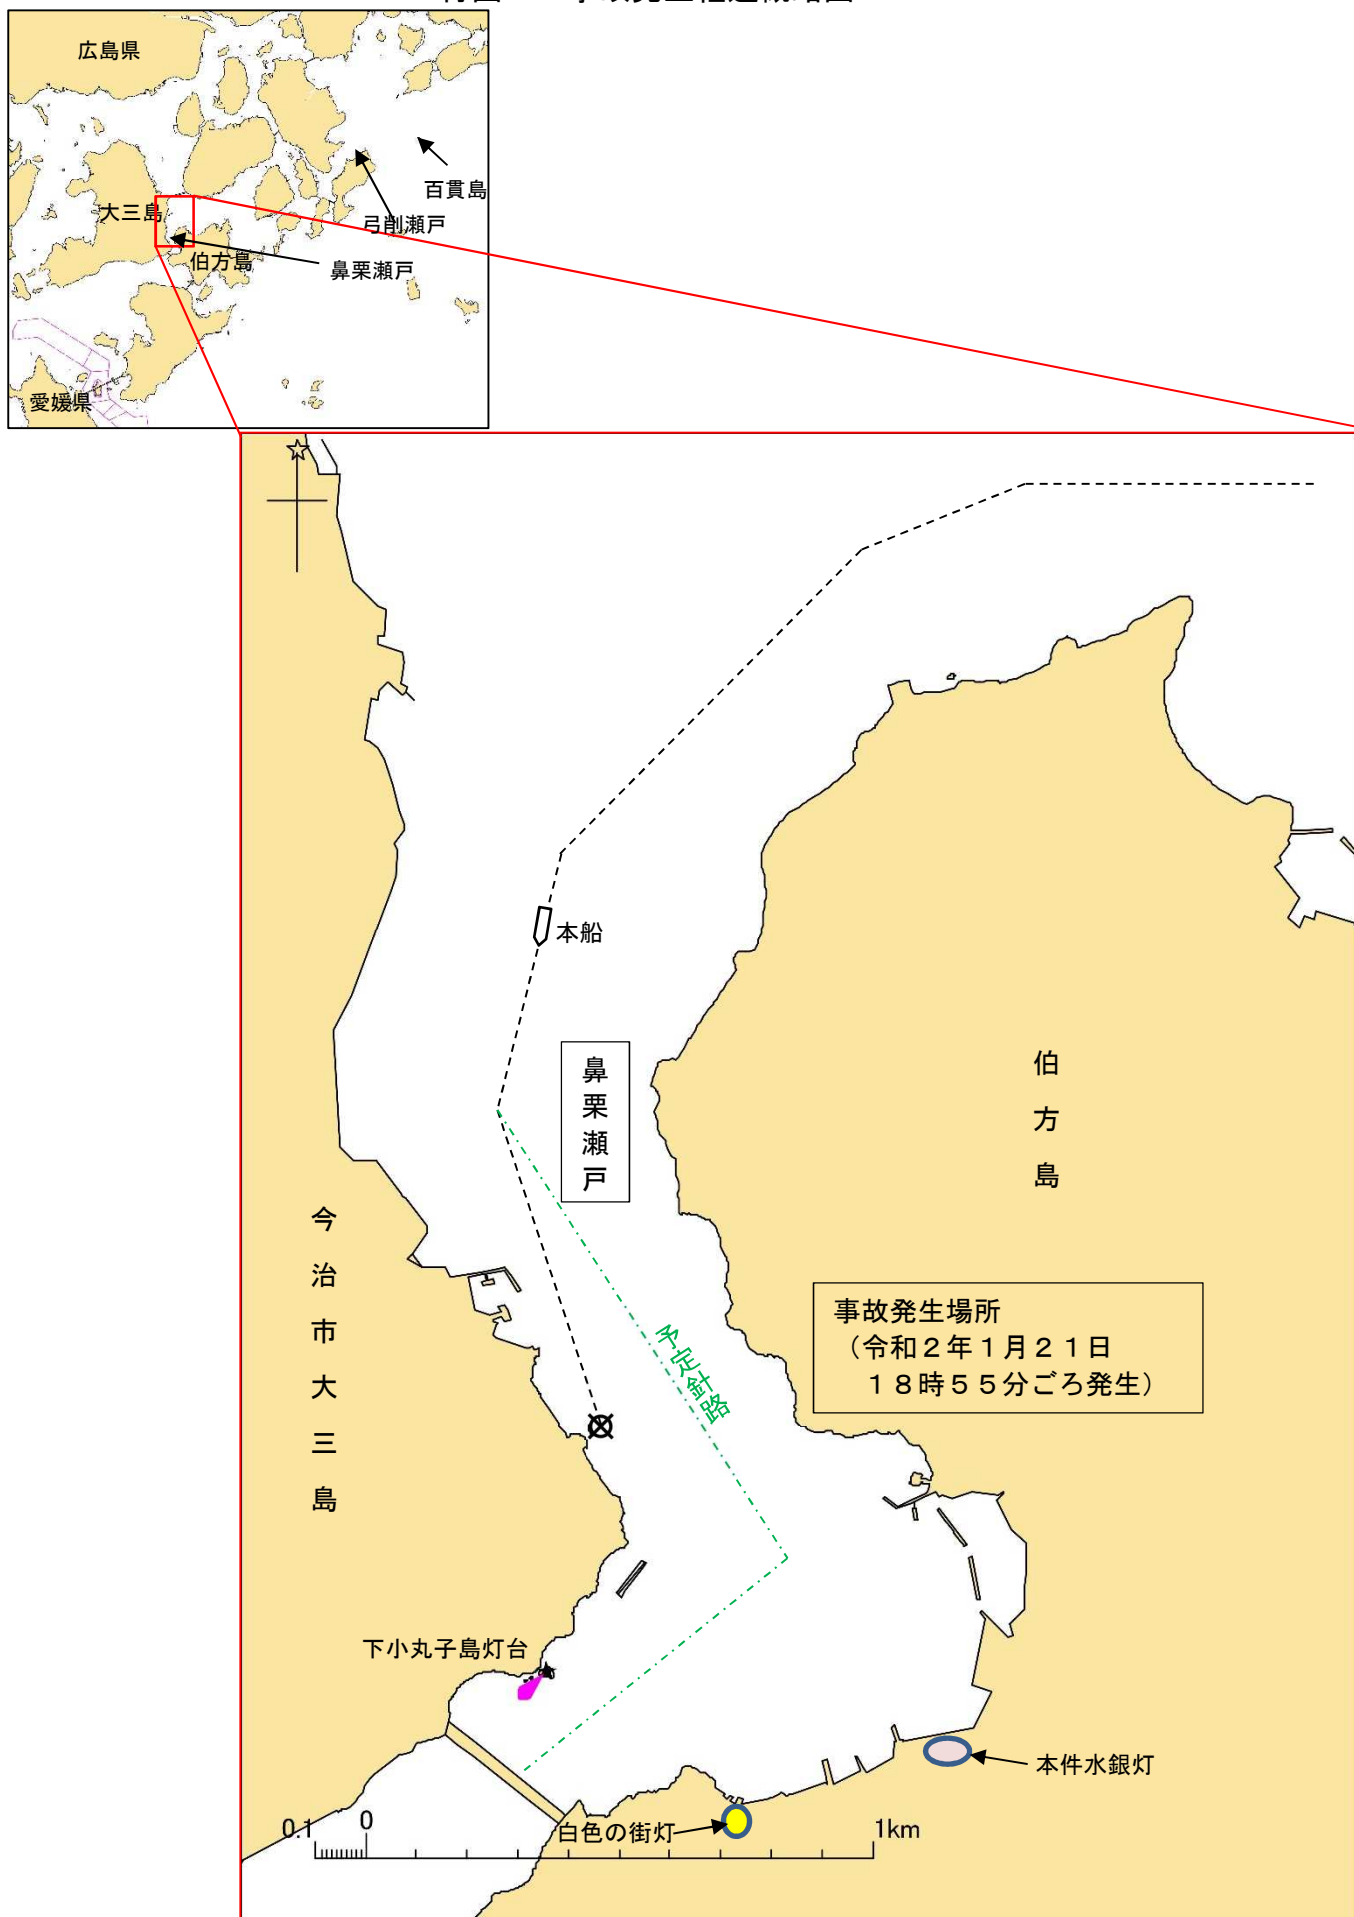 広島県
百貫島
大三島
弓削瀬戸
伯方島
鼻栗瀬戸
愛媛県
本船
鼻栗瀬戸
伯方島
今治市大三島
予定針路
事故発生場所
（令和２年１月２１日
１８時５５分ごろ発生）
下小丸子島灯台
本件水銀灯
白色の街灯
0.1 0 1km